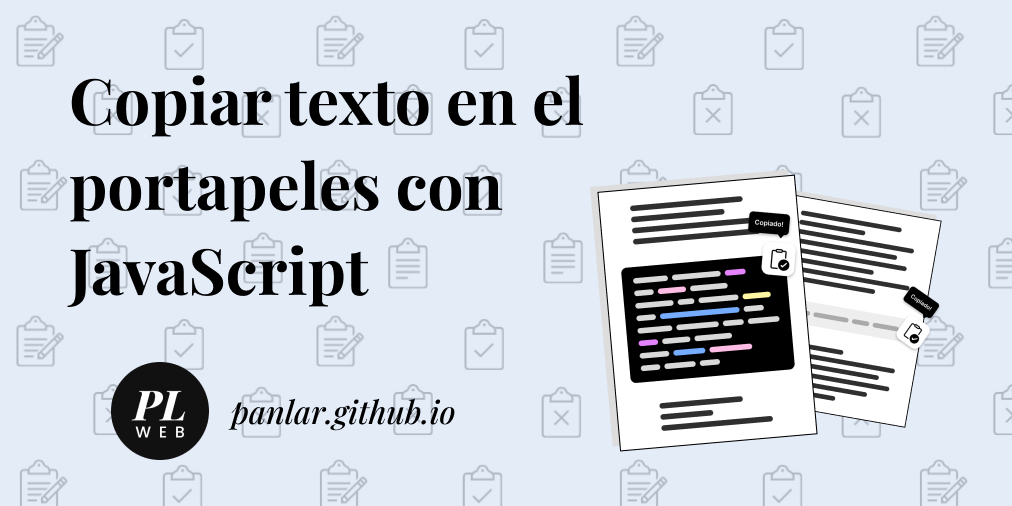 Copiar texto en el
portapeles con
JavaScript
Copiado!
Copiado!
PL
WEB
panlar.github.io